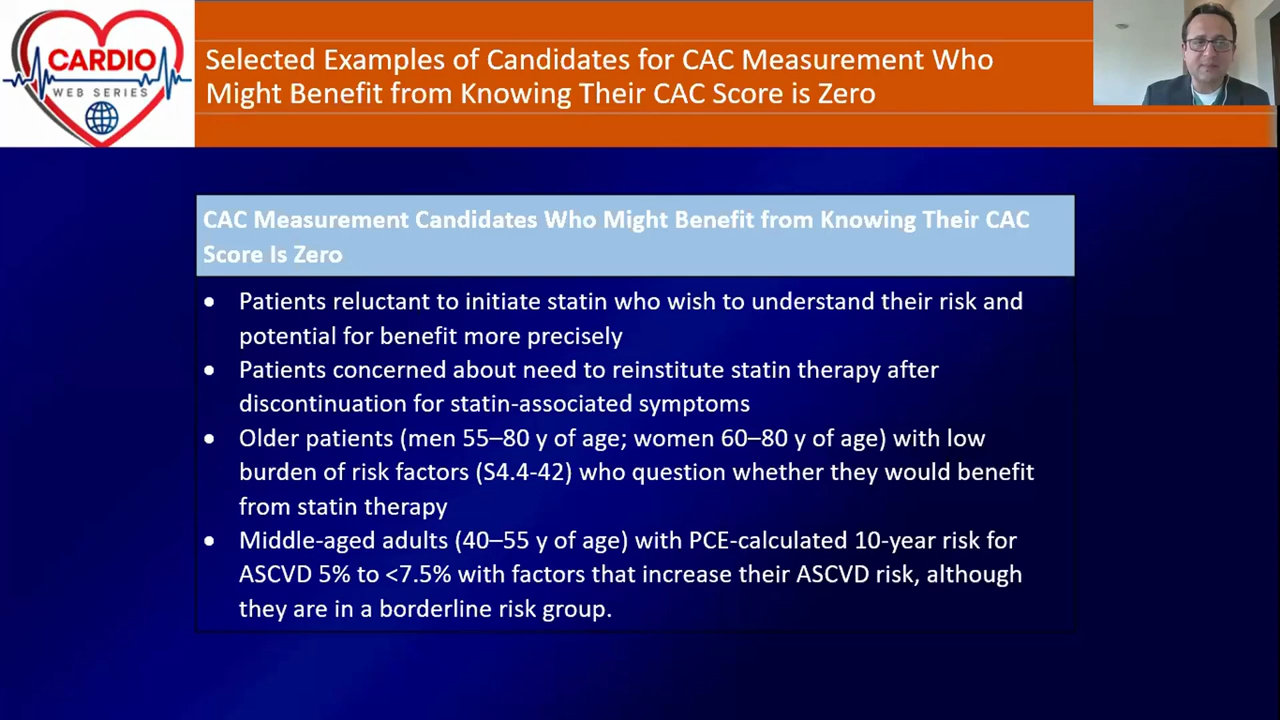 CARDIO
WEB SERIES
Selected Examples of Candidates for CAC Measurement Who
Might Benefit from Knowing Their CAC Score is Zero
CAC Measurement Candidates Who Might Benefit from Knowing Their CAC
Score Is Zero
• Patients reluctant to initiate statin who wish to understand their risk and
potential for benefit more precisely
• Patients concerned about need to reinstitute statin therapy after
discontinuation for statin-associated symptoms
• Older patients (men 55–80 y of age; women 60–80 y of age) with low
burden of risk factors (S4.4-42) who question whether they would benefit
from statin therapy
• Middle-aged adults (40–55 y of age) with PCE-calculated 10-year risk for
ASCVD 5% to <7.5% with factors that increase their ASCVD risk, although
they are in a borderline risk group.